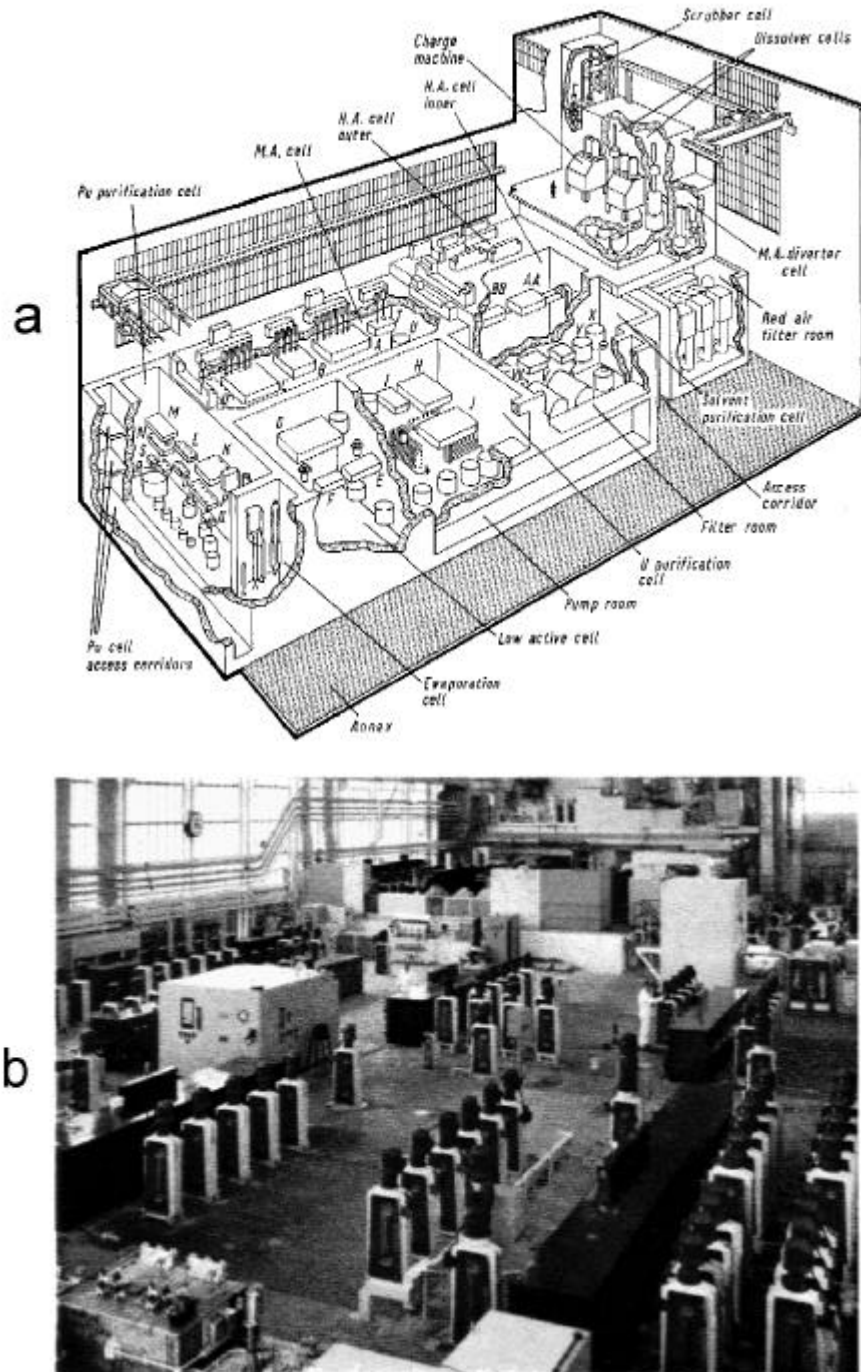 Scrubber cell
Charge
machine
Dissolver cells
H.A. cell
inner
H.A. cell
outer
M.A. cell
Pu purification cell
a
M.A. diverter
cell
BB
AA
X
Red air
filter room
H
B
I
M
J
Solvent
purification cell
G
L
N
E
F
Access
corridor
Filter room
U purification
cell
Pump room
Low active cell
Pu cell
access corridors
Evaporation
cell
Annex
b